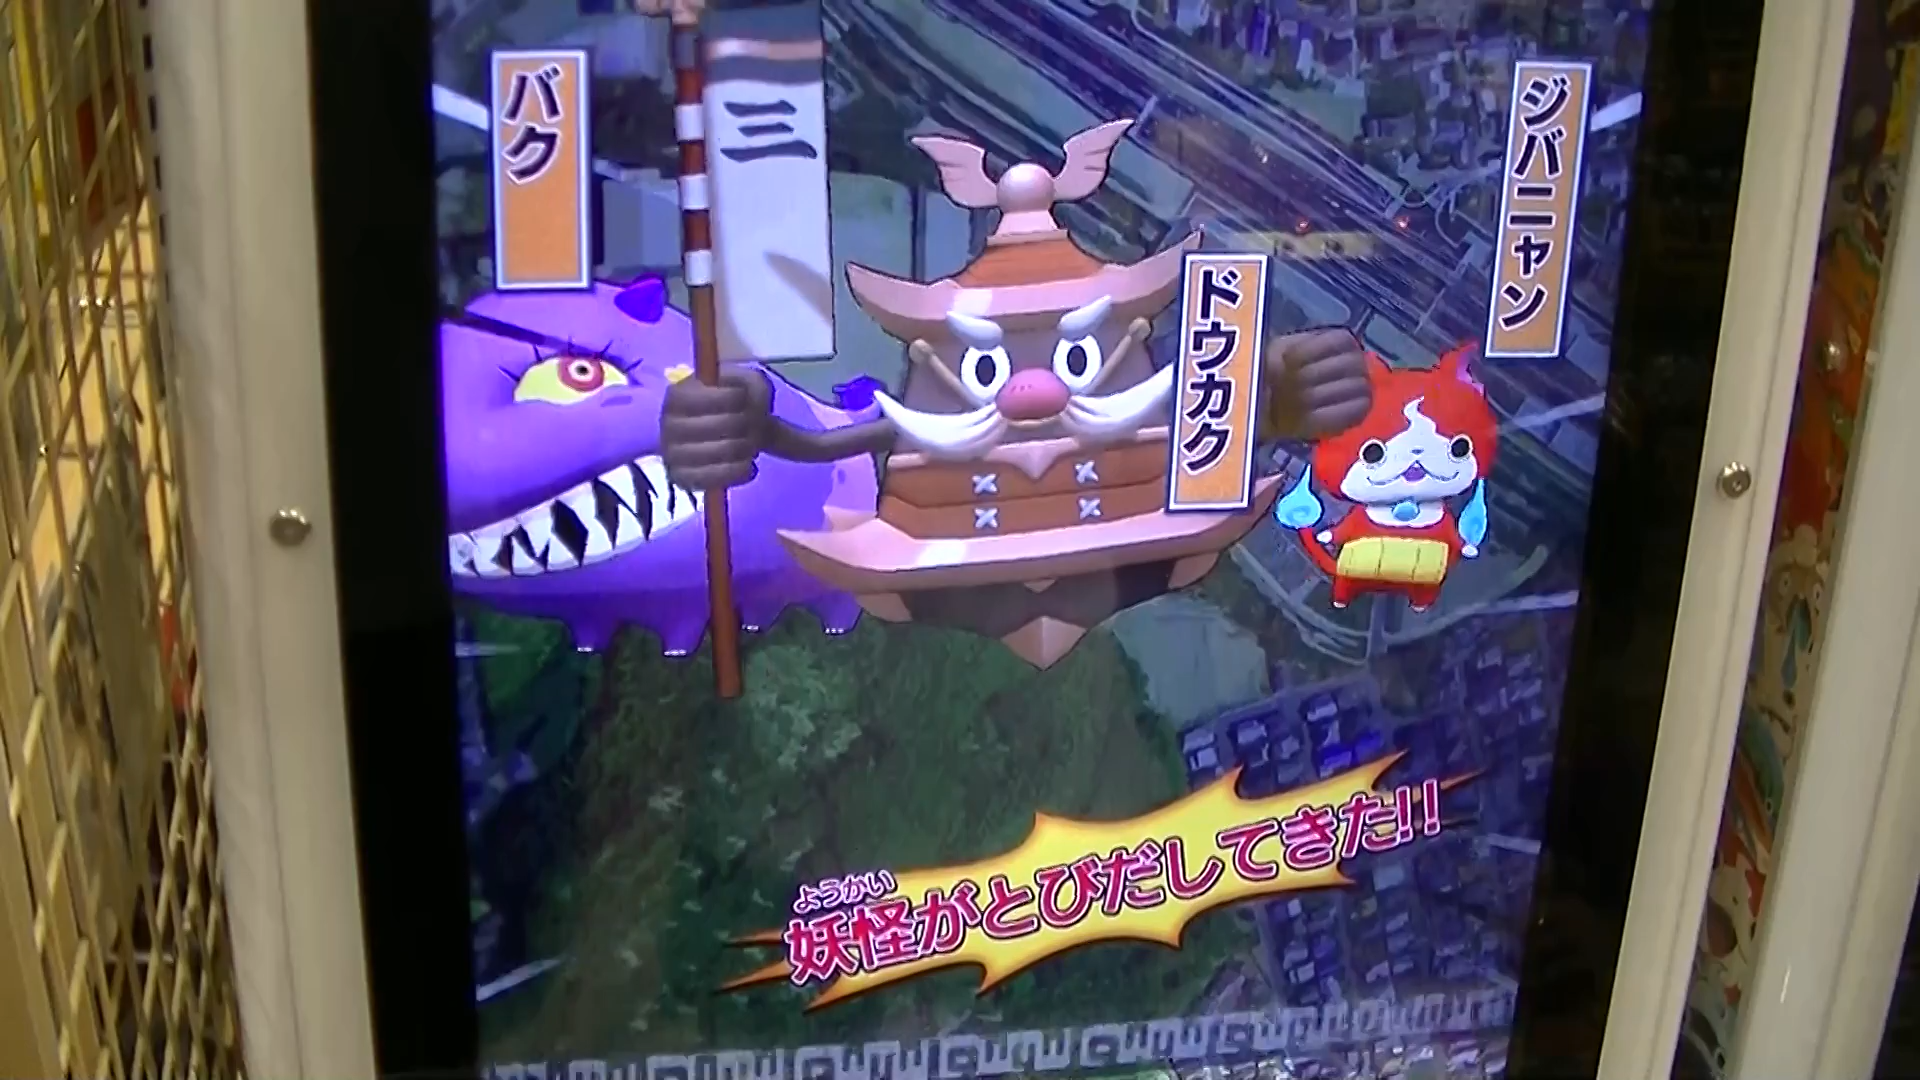 バク
三
ドウカク
ジバニャン
ようかい
妖怪がとびだしてきた!!